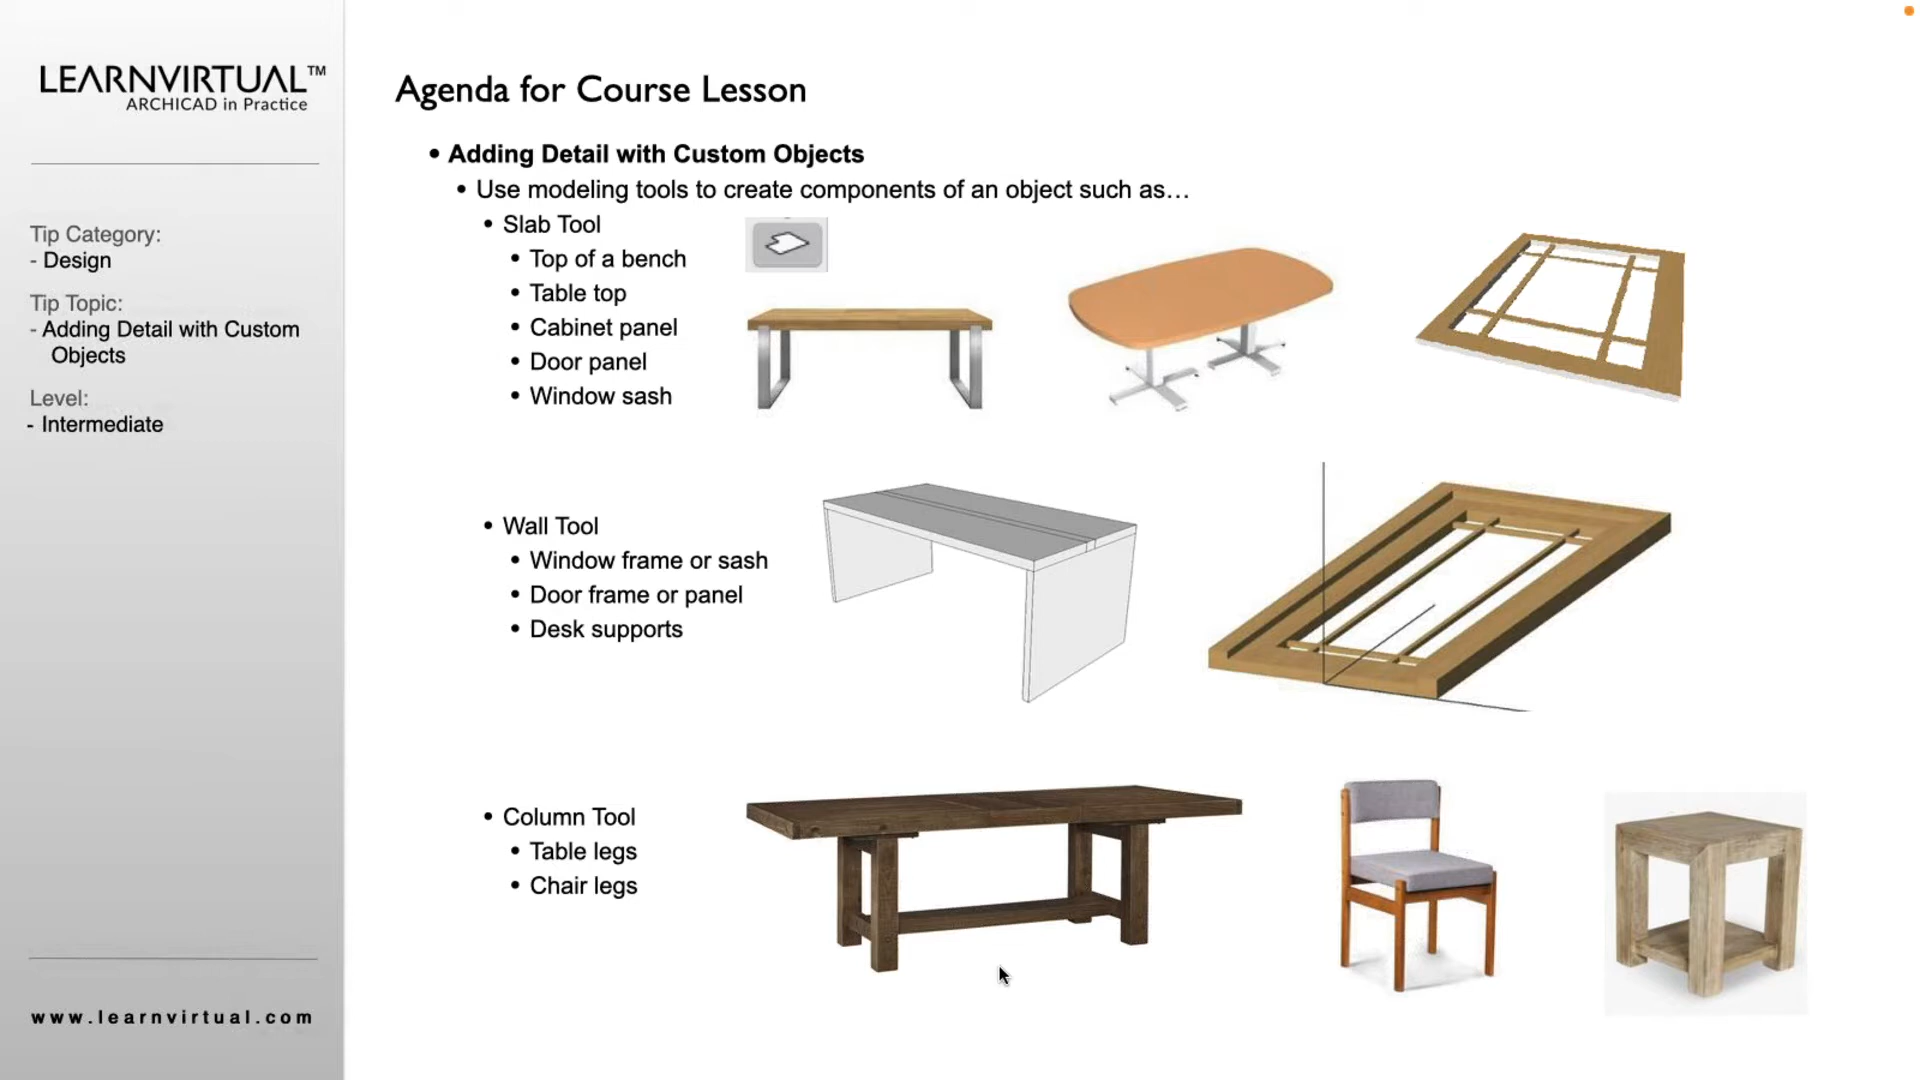 LEARNVIRTUAL™
ARCHICAD in Practice
Tip Category:
- Design
Tip Topic:
- Adding Detail with Custom
Objects
Level:
- Intermediate
www.learnvirtual.com
Agenda for Course Lesson
• Adding Detail with Custom Objects
• Use modeling tools to create components of an object such as…
• Slab Tool
• Top of a bench
• Table top
• Cabinet panel
• Door panel
• Window sash
• Wall Tool
• Window frame or sash
• Door frame or panel
• Desk supports
• Column Tool
• Table legs
• Chair legs